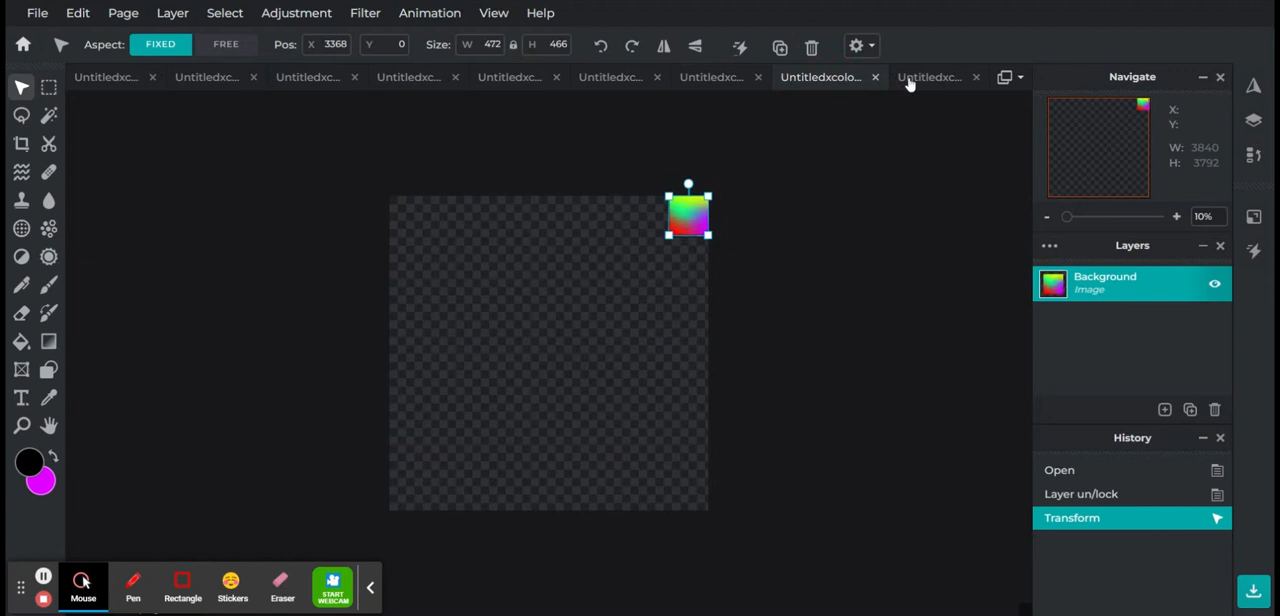 File Edit Page Layer Select Adjustment Filter Animation View Help
Aspect: FIXED FREE Pos: X 3368 Y 0 Size: W 472 H 466
Untitledxc... Untitledxc... Untitledxc... Untitledxc... Untitledxc... Untitledxc... Untitledxc... Untitledxcolo... Untitledxc...
Navigate
X:
Y:
W: 3840
H: 3792
10%
Layers
Background
Image
History
Open
Layer un/lock
Transform
Mouse Pen Rectangle Stickers Eraser START WEBCAM